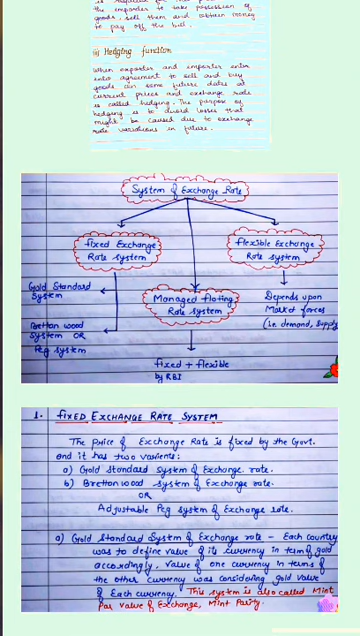 the importer to take possession of
goods, sell them and obtain money
to pay off the bill.
iii) Hedging function
When exporter and importer enter
into agreement to sell and buy
goods on some future dates at
current prices and exchange rate
is called hedging. The purpose of
hedging is to avoid losses that
might be caused due to exchange
rate variations in future.
System of Exchange Rate
fixed Exchange
Rate system
flexible Exchange
Rate system
Gold Standard
System
Managed floting
Rate system
Depends upon
Market forces
(i.e. demand, Supply
Bretton wood
System OR
Peg system
fixed + flexible
by RBI
1. FIXED EXCHANGE RATE SYSTEM
The price of Exchange Rate is fixed by the Govt.
and it has two varients:
a) Gold Standard System of Exchange rate.
b) Bretton wood system of Exchange rate.
OR
Adjustable Peg system of Exchange rate.
a) Gold Standard System of Exchange rate - Each country
was to define value of its currency in term of gold
accordingly, value of one currency in terms of
the other currency was considering gold value
of Each currency. This system is also called Mint
Par value of Exchange, Mint Parity.